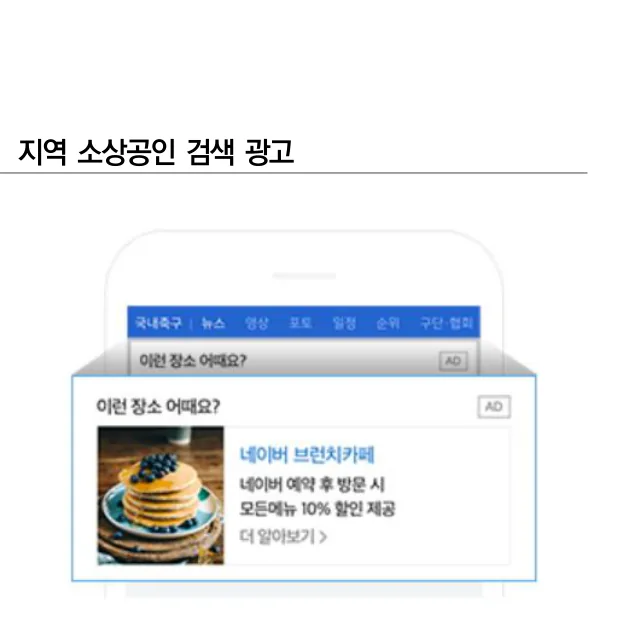 지역 소상공인 검색 광고
국내축구 | 뉴스 영상 포토 일정 순위 구단·협회
이런 장소 어때요? AD
이런 장소 어때요? AD
네이버 브런치카페
네이버 예약 후 방문 시
모든메뉴 10% 할인 제공
더 알아보기 >